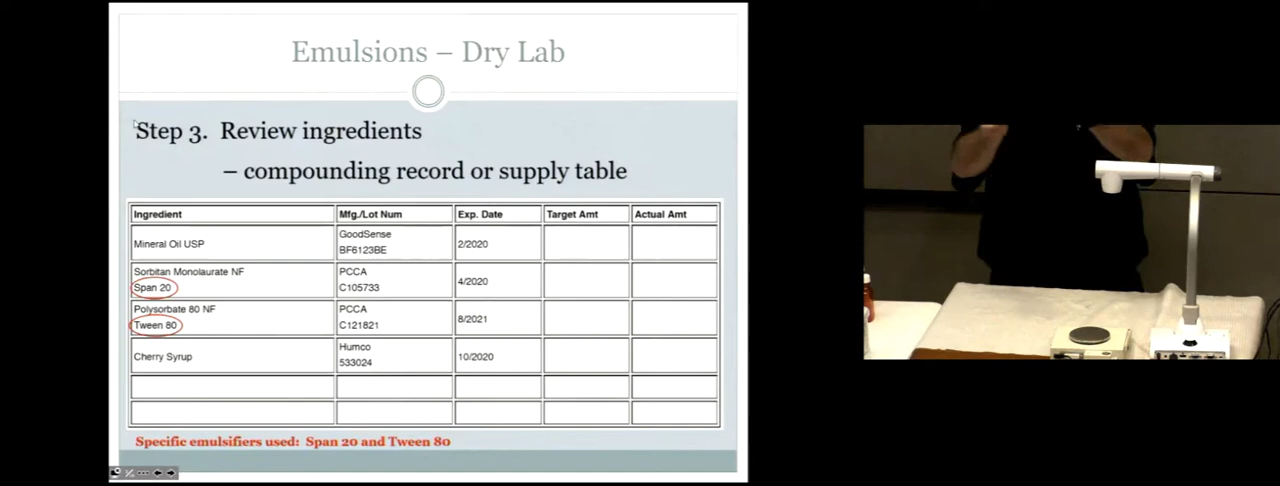 Emulsions – Dry Lab
Step 3. Review ingredients
– compounding record or supply table
Ingredient Mfg./Lot Num Exp. Date Target Amt Actual Amt
Mineral Oil USP GoodSense BF6123BE 2/2020
Sorbitan Monolaurate NF Span 20 PCCA C105733 4/2020
Polysorbate 80 NF Tween 80 PCCA C121821 8/2021
Cherry Syrup Humco 533024 10/2020
Specific emulsifiers used: Span 20 and Tween 80